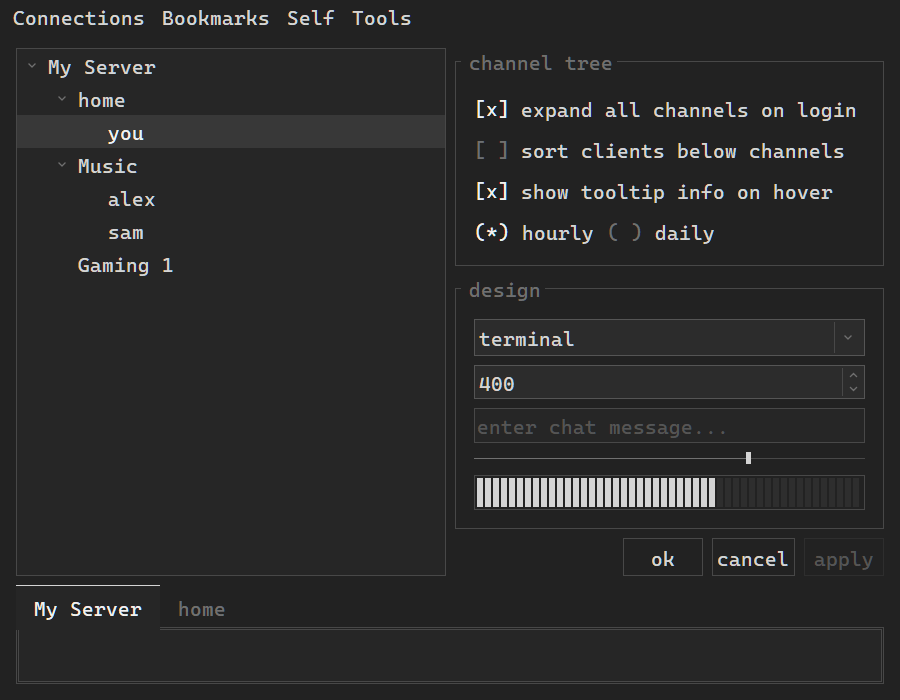 Connections Bookmarks Self Tools
My Server
home
you
Music
alex
sam
Gaming 1
channel tree
[x] expand all channels on login
[ ] sort clients below channels
[x] show tooltip info on hover
(*) hourly ( ) daily
design
terminal
400
enter chat message...
ok cancel apply
My Server home